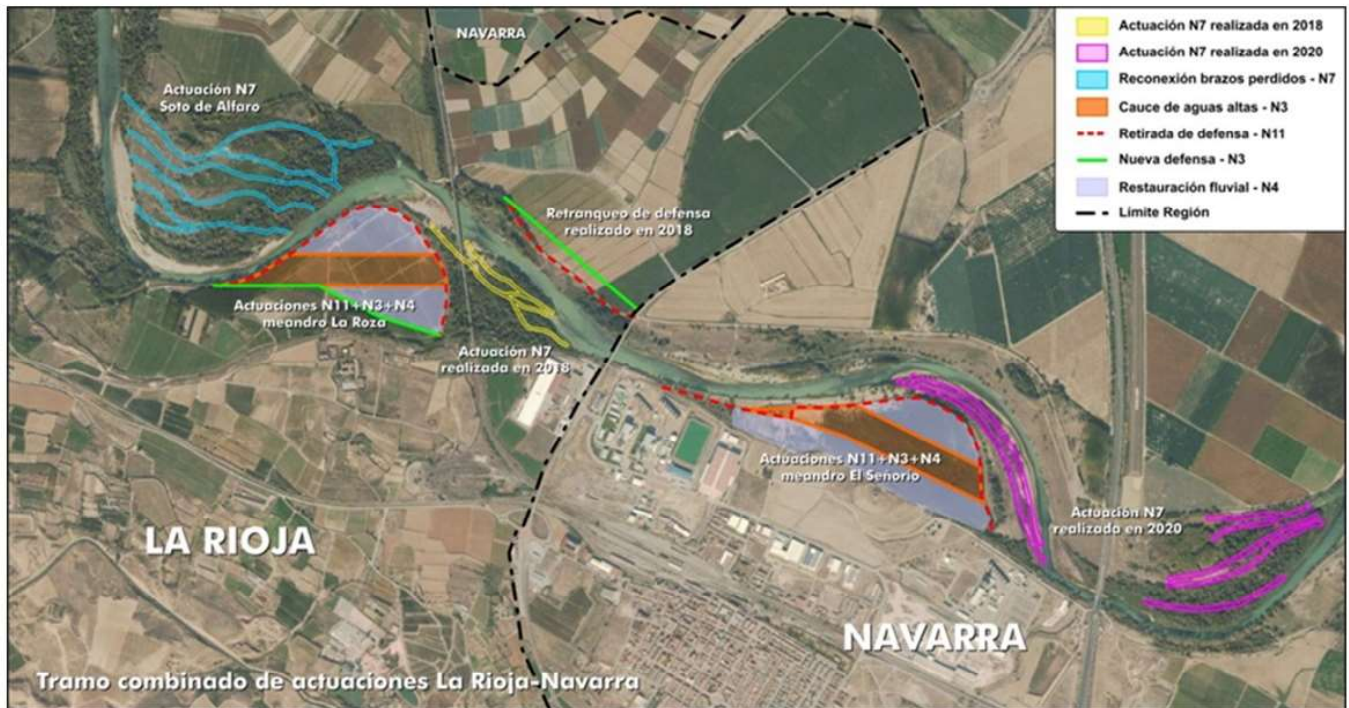 NAVARRA
Actuación N7
Soto de Alfaro
Retranqueo de defensa
realizado en 2018
Actuaciones N11+N3+N4
meandro La Roza
Actuación N7
realizada en 2018
Actuaciones N11+N3+N4
meandro El Señorio
Actuación N7
realizada en 2020
LA RIOJA
NAVARRA
Tramo combinado de actuaciones La Rioja-Navarra
Actuación N7 realizada en 2018
Actuación N7 realizada en 2020
Reconexión brazos perdidos - N7
Cauce de aguas altas - N3
Retirada de defensa - N11
Nueva defensa - N3
Restauración fluvial - N4
Límite Región